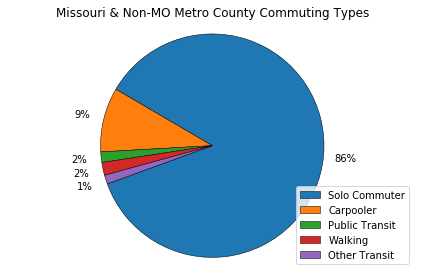 Missouri & Non-MO Metro County Commuting Types
9%
2%
2%
1%
86%
Solo Commuter
Carpooler
Public Transit
Walking
Other Transit